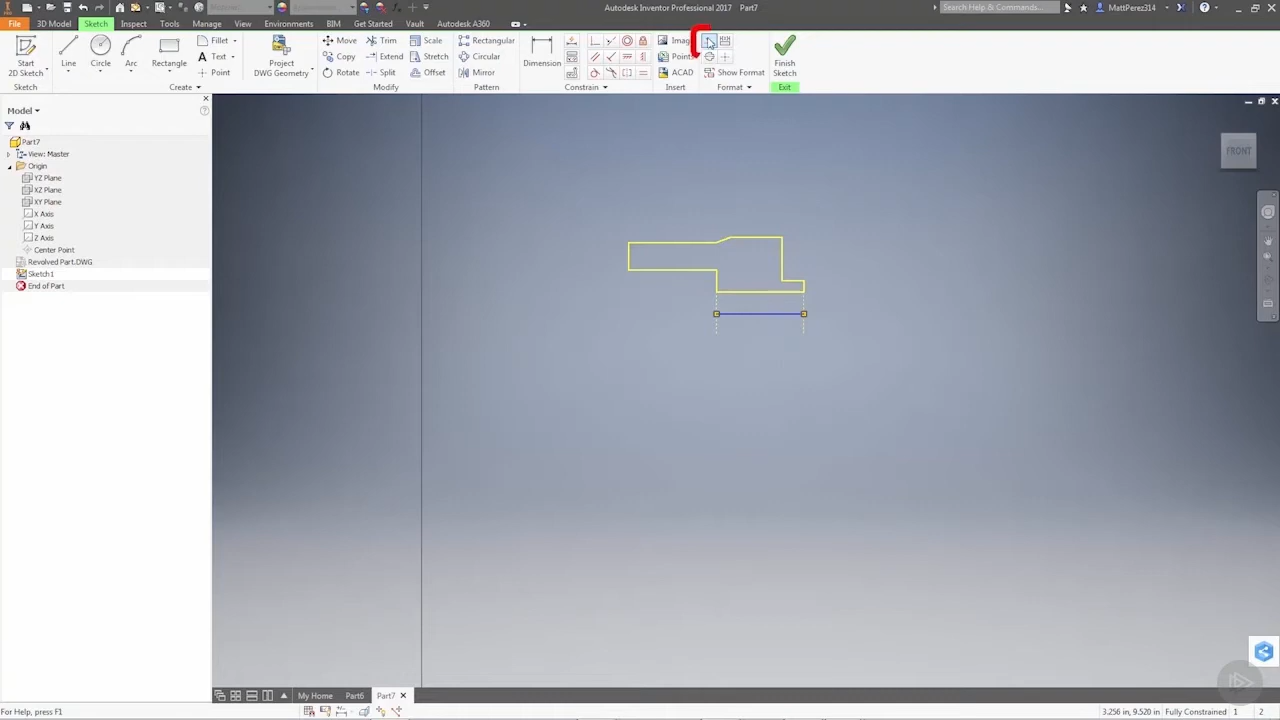 Autodesk Inventor Professional 2017 Part7
Search Help & Commands...
MattPerez314
File 3D Model Sketch Inspect Tools Manage View Environments BIM Get Started Vault Autodesk A360
Start
2D Sketch
Line
Circle
Arc
Rectangle
Fillet
Text
Point
Project
DWG Geometry
Move
Copy
Rotate
Trim
Extend
Split
Scale
Stretch
Offset
Rectangular
Circular
Mirror
Dimension
Points
ACAD
Show Format
Finish
Sketch
Sketch Create Modify Pattern Constrain Insert Format Exit
Model
Part7
View: Master
Origin
YZ Plane
XZ Plane
XY Plane
X Axis
Y Axis
Z Axis
Center Point
Revolved Part.DWG
Sketch1
End of Part
FRONT
My Home Part6 Part7
For Help, press F1
3.256 in, 9.520 in Fully Constrained 1 2